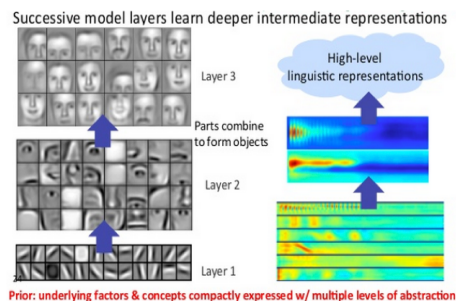 Successive model layers learn deeper intermediate representations
High-level
linguistic representations
Layer 3
Parts combine
to form objects
Layer 2
Layer 1
Prior: underlying factors & concepts compactly expressed w/ multiple levels of abstraction